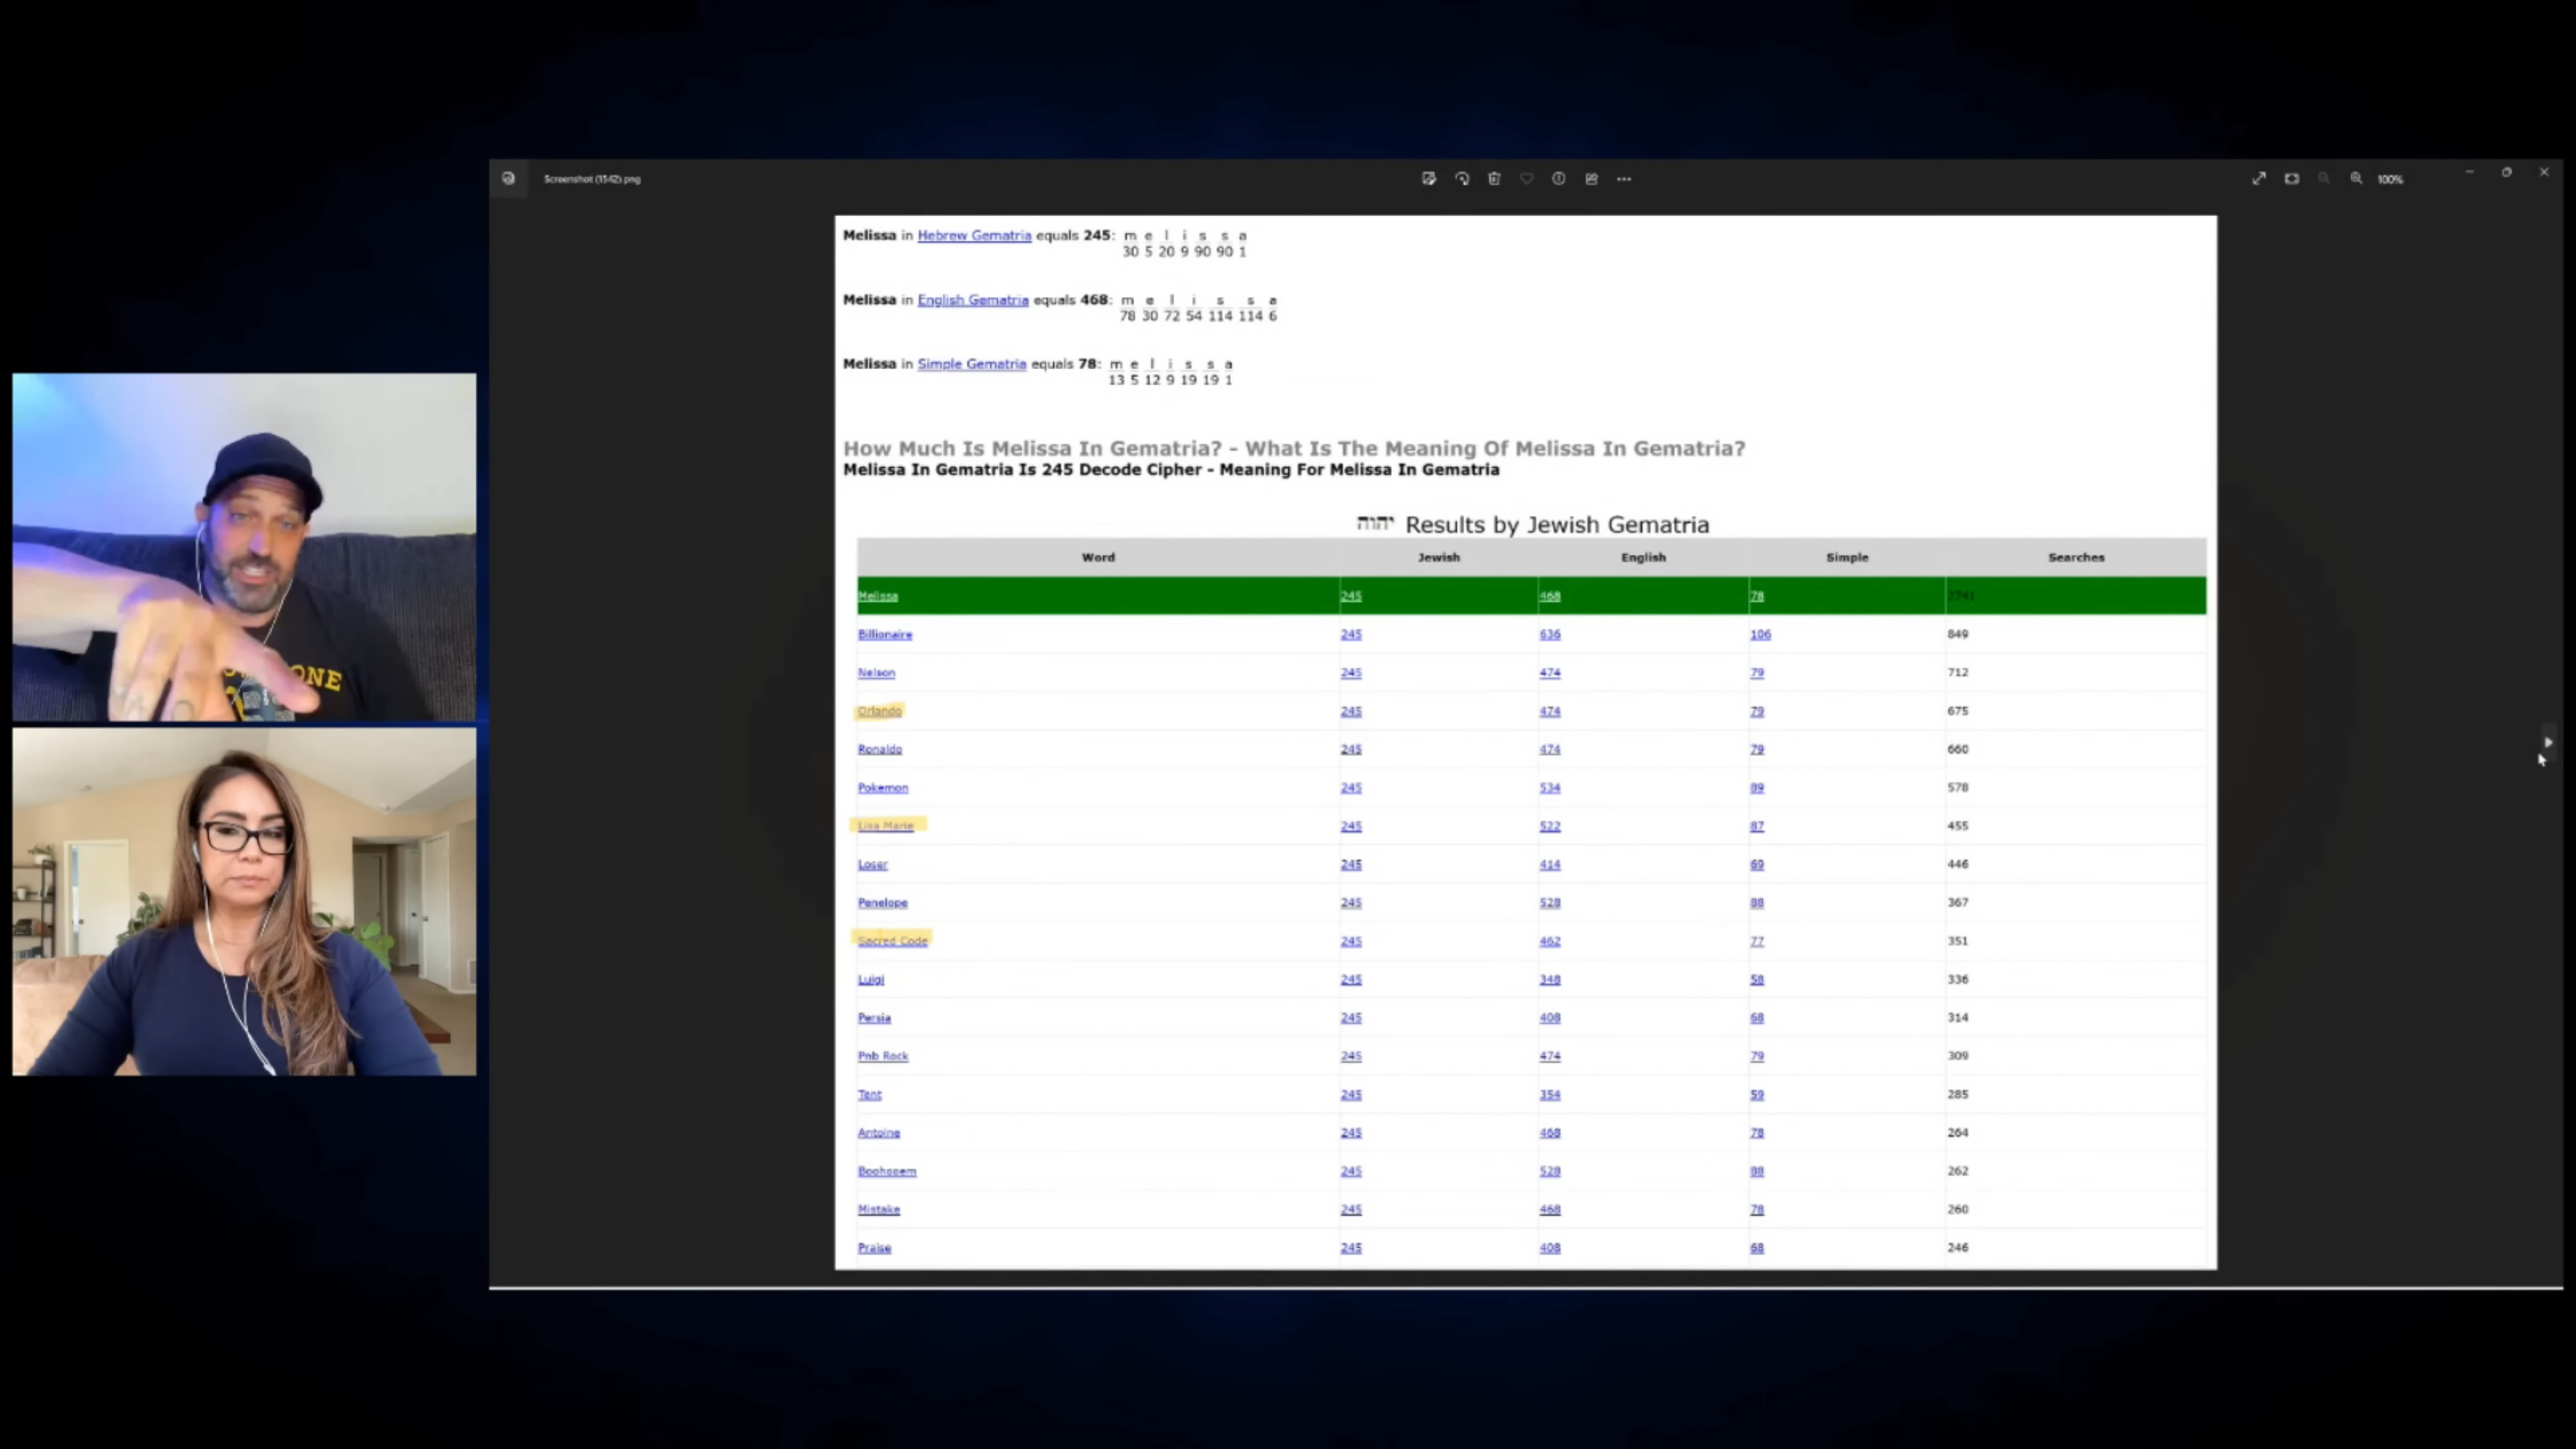 Screenshot (1542).png
100%
Melissa in Hebrew Gematria equals 245: m e l i s s a
30 5 20 9 90 90 1
Melissa in English Gematria equals 468: m e l i s s a
78 30 72 54 114 114 6
Melissa in Simple Gematria equals 78: m e l i s s a
13 5 12 9 19 19 1
How Much Is Melissa In Gematria? - What Is The Meaning Of Melissa In Gematria?
Melissa In Gematria Is 245 Decode Cipher - Meaning For Melissa In Gematria
יהוה Results by Jewish Gematria
Word Jewish English Simple Searches
Melissa 245 468 78 2741
Billionaire 245 636 106 849
Nelson 245 474 79 712
Orlando 245 474 79 675
Ronaldo 245 474 79 660
Pokemon 245 534 89 578
Lisa Marie 245 522 87 455
Loser 245 414 69 446
Penelope 245 528 88 367
Sacred Code 245 462 77 351
Luigi 245 348 58 336
Persia 245 408 68 314
Pnb Rock 245 474 79 309
Tent 245 354 59 285
Antoine 245 468 78 264
245 528 88 262
Mistake 245 468 78 260
Praise 245 408 68 246